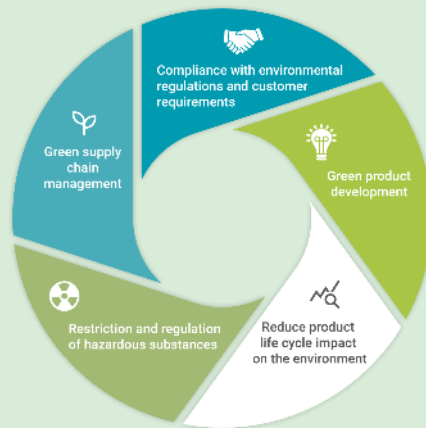 Compliance with environmental
regulations and customer
requirements
Green product
development
Reduce product
life cycle impact
on the environment
Restriction and regulation
of hazardous substances
Green supply
chain
management